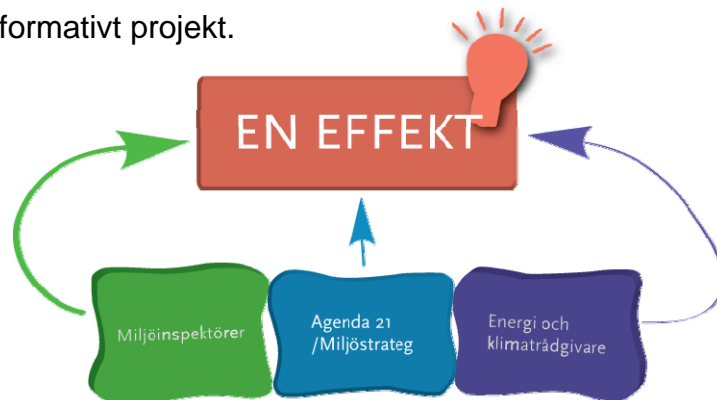 formativt projekt.
EN EFFEKT
Miljöinspektörer
Agenda 21
/Miljöstrateg
Energi och
klimatrådgivare